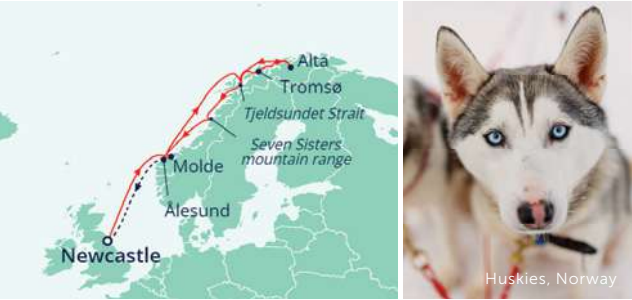 Alta
Tromsø
Tjeldsundet Strait
Seven Sisters
mountain range
Molde
Ålesund
Newcastle
Huskies, Norway